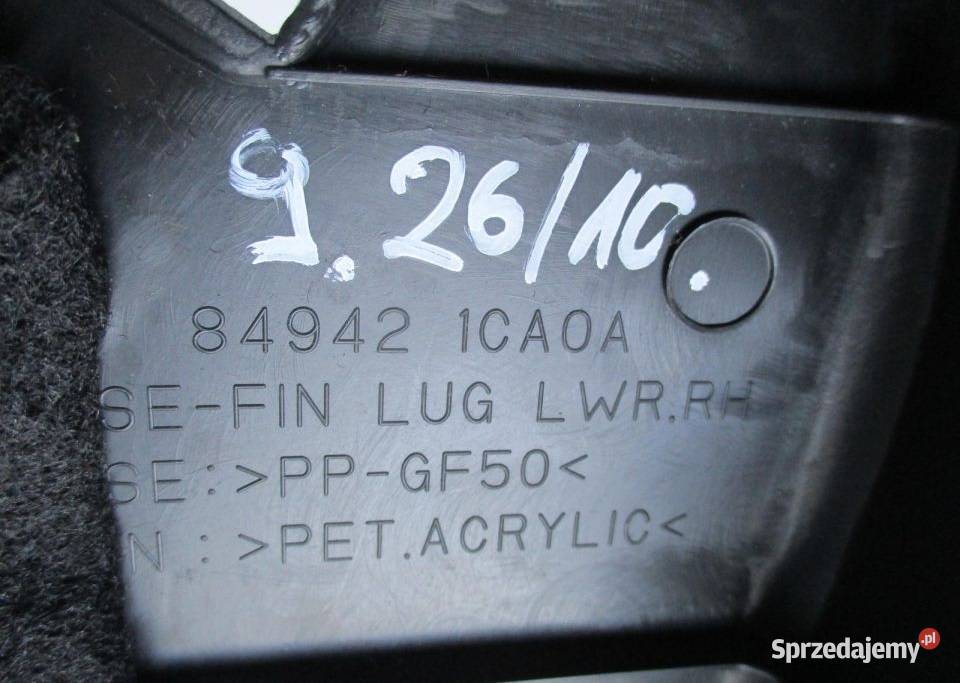 9. 26/10.
84942 1CA0A
SE-FIN LUG LWR.RH
SE:>PP-GF50<
N:>PET.ACRYLIC<
Sprzedajemy.pl